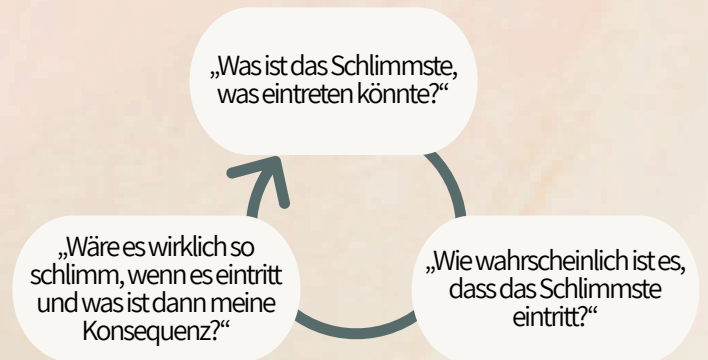 „Was ist das Schlimmste,
was eintreten könnte?“
„Wie wahrscheinlich ist es,
dass das Schlimmste
eintritt?“
„Wäre es wirklich so
schlimm, wenn es eintritt
und was ist dann meine
Konsequenz?“